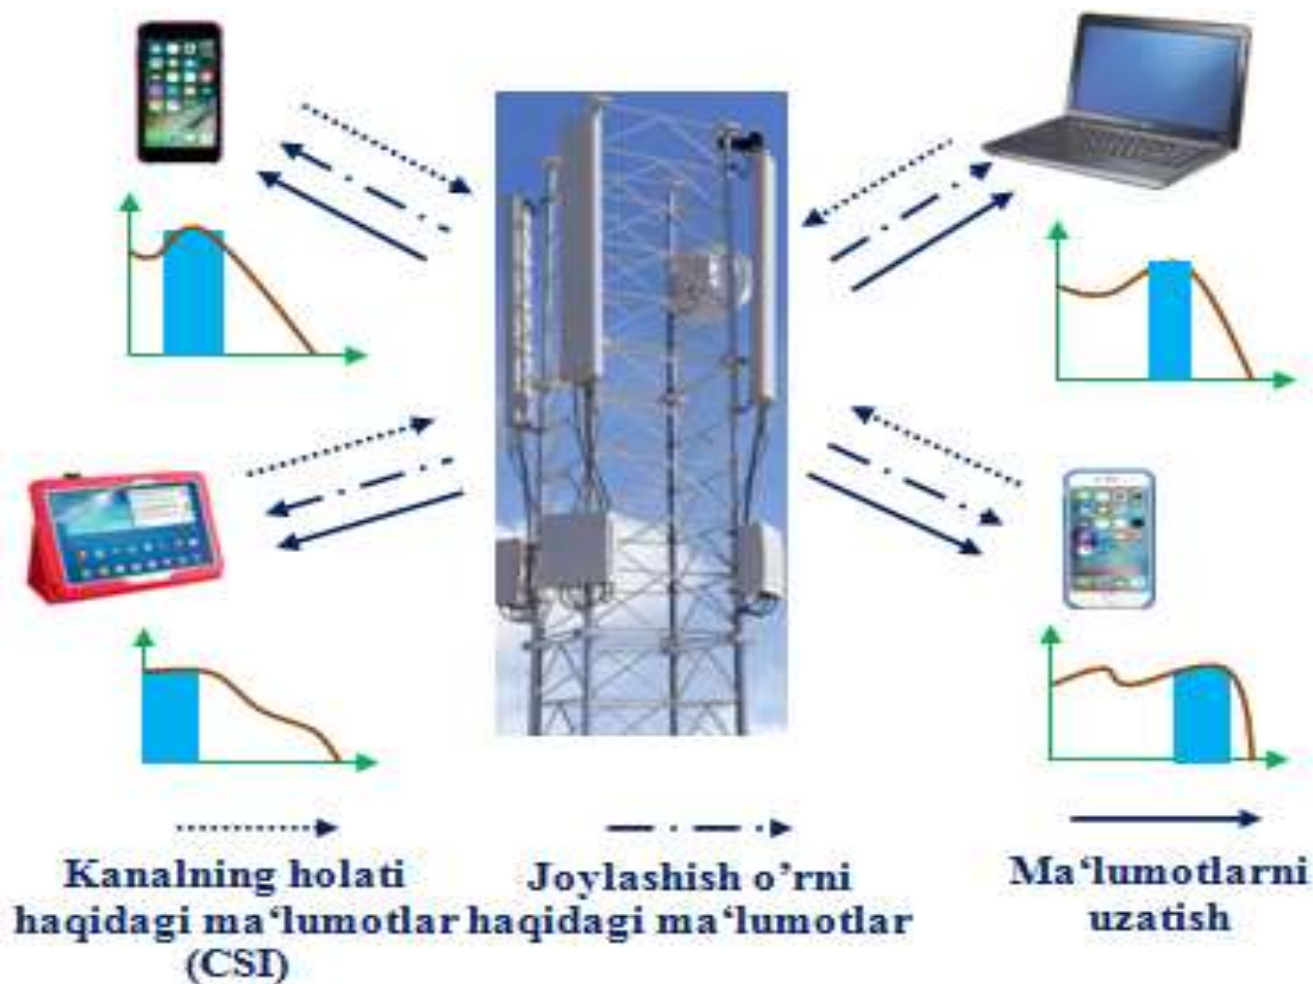 Kanalning holati
haqidagi ma‘lumotlar
(CSI)
Joylashish o’rni
haqidagi ma‘lumotlar
Ma‘lumotlarni
uzatish